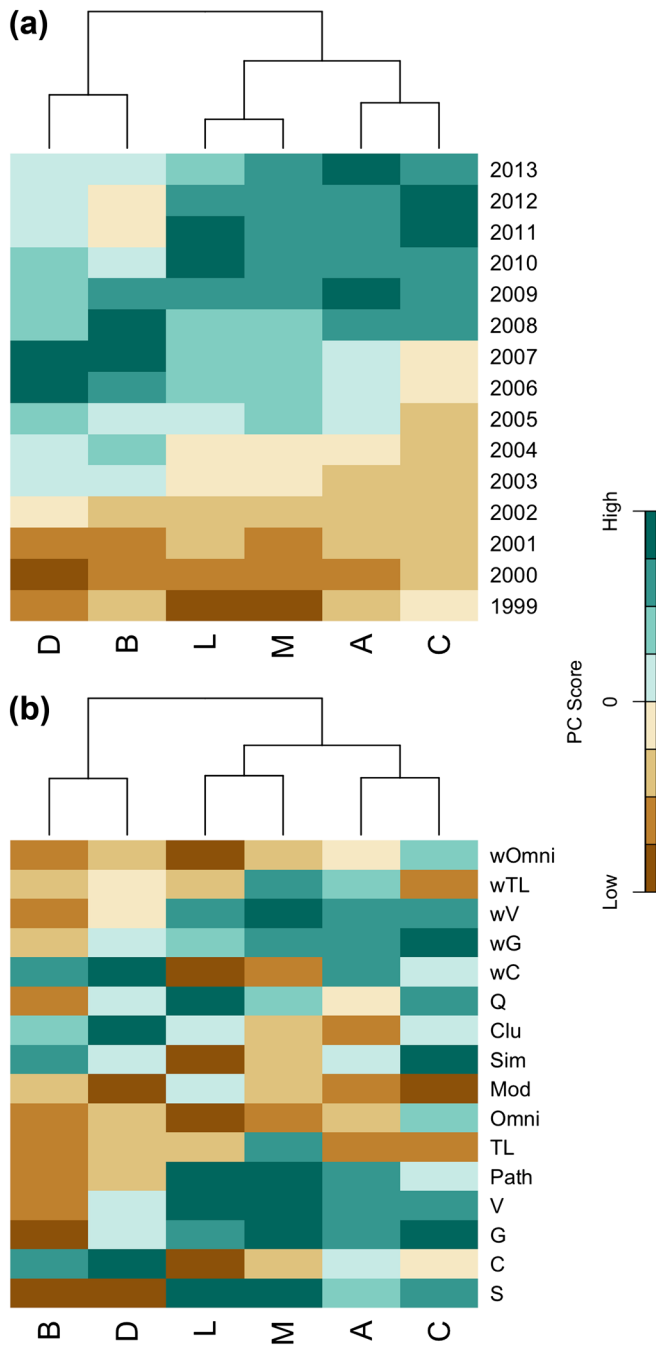 (a)
2013
2012
2011
2010
2009
2008
2007
2006
2005
2004
2003
2002
2001
2000
1999
D B L M A C
High
0
Low
PC Score
(b)
wOmni
wTL
wV
wG
wC
Q
Clu
Sim
Mod
Omni
TL
Path
V
G
C
S
B D L M A C